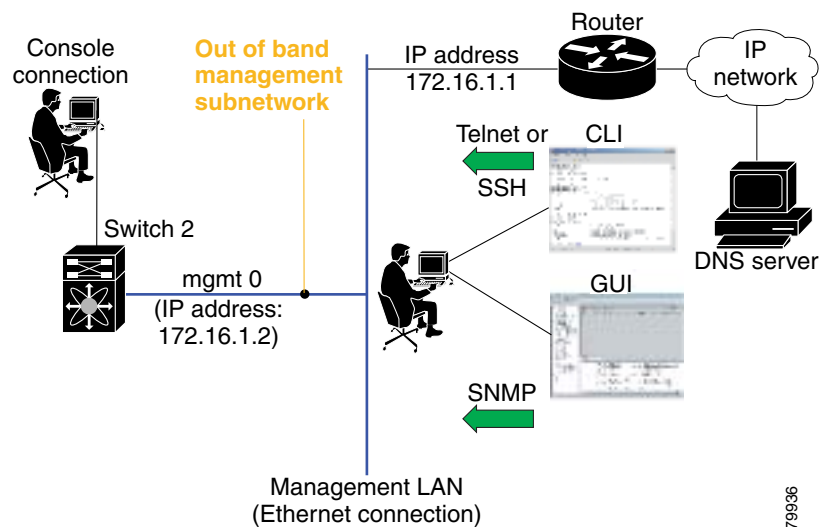 Console
connection
Out of band
management
subnetwork
IP address
172.16.1.1
Router
IP
network
Telnet or
SSH
CLI
Switch 2
DNS server
mgmt 0
(IP address:
172.16.1.2)
GUI
SNMP
Management LAN
(Ethernet connection)
79936